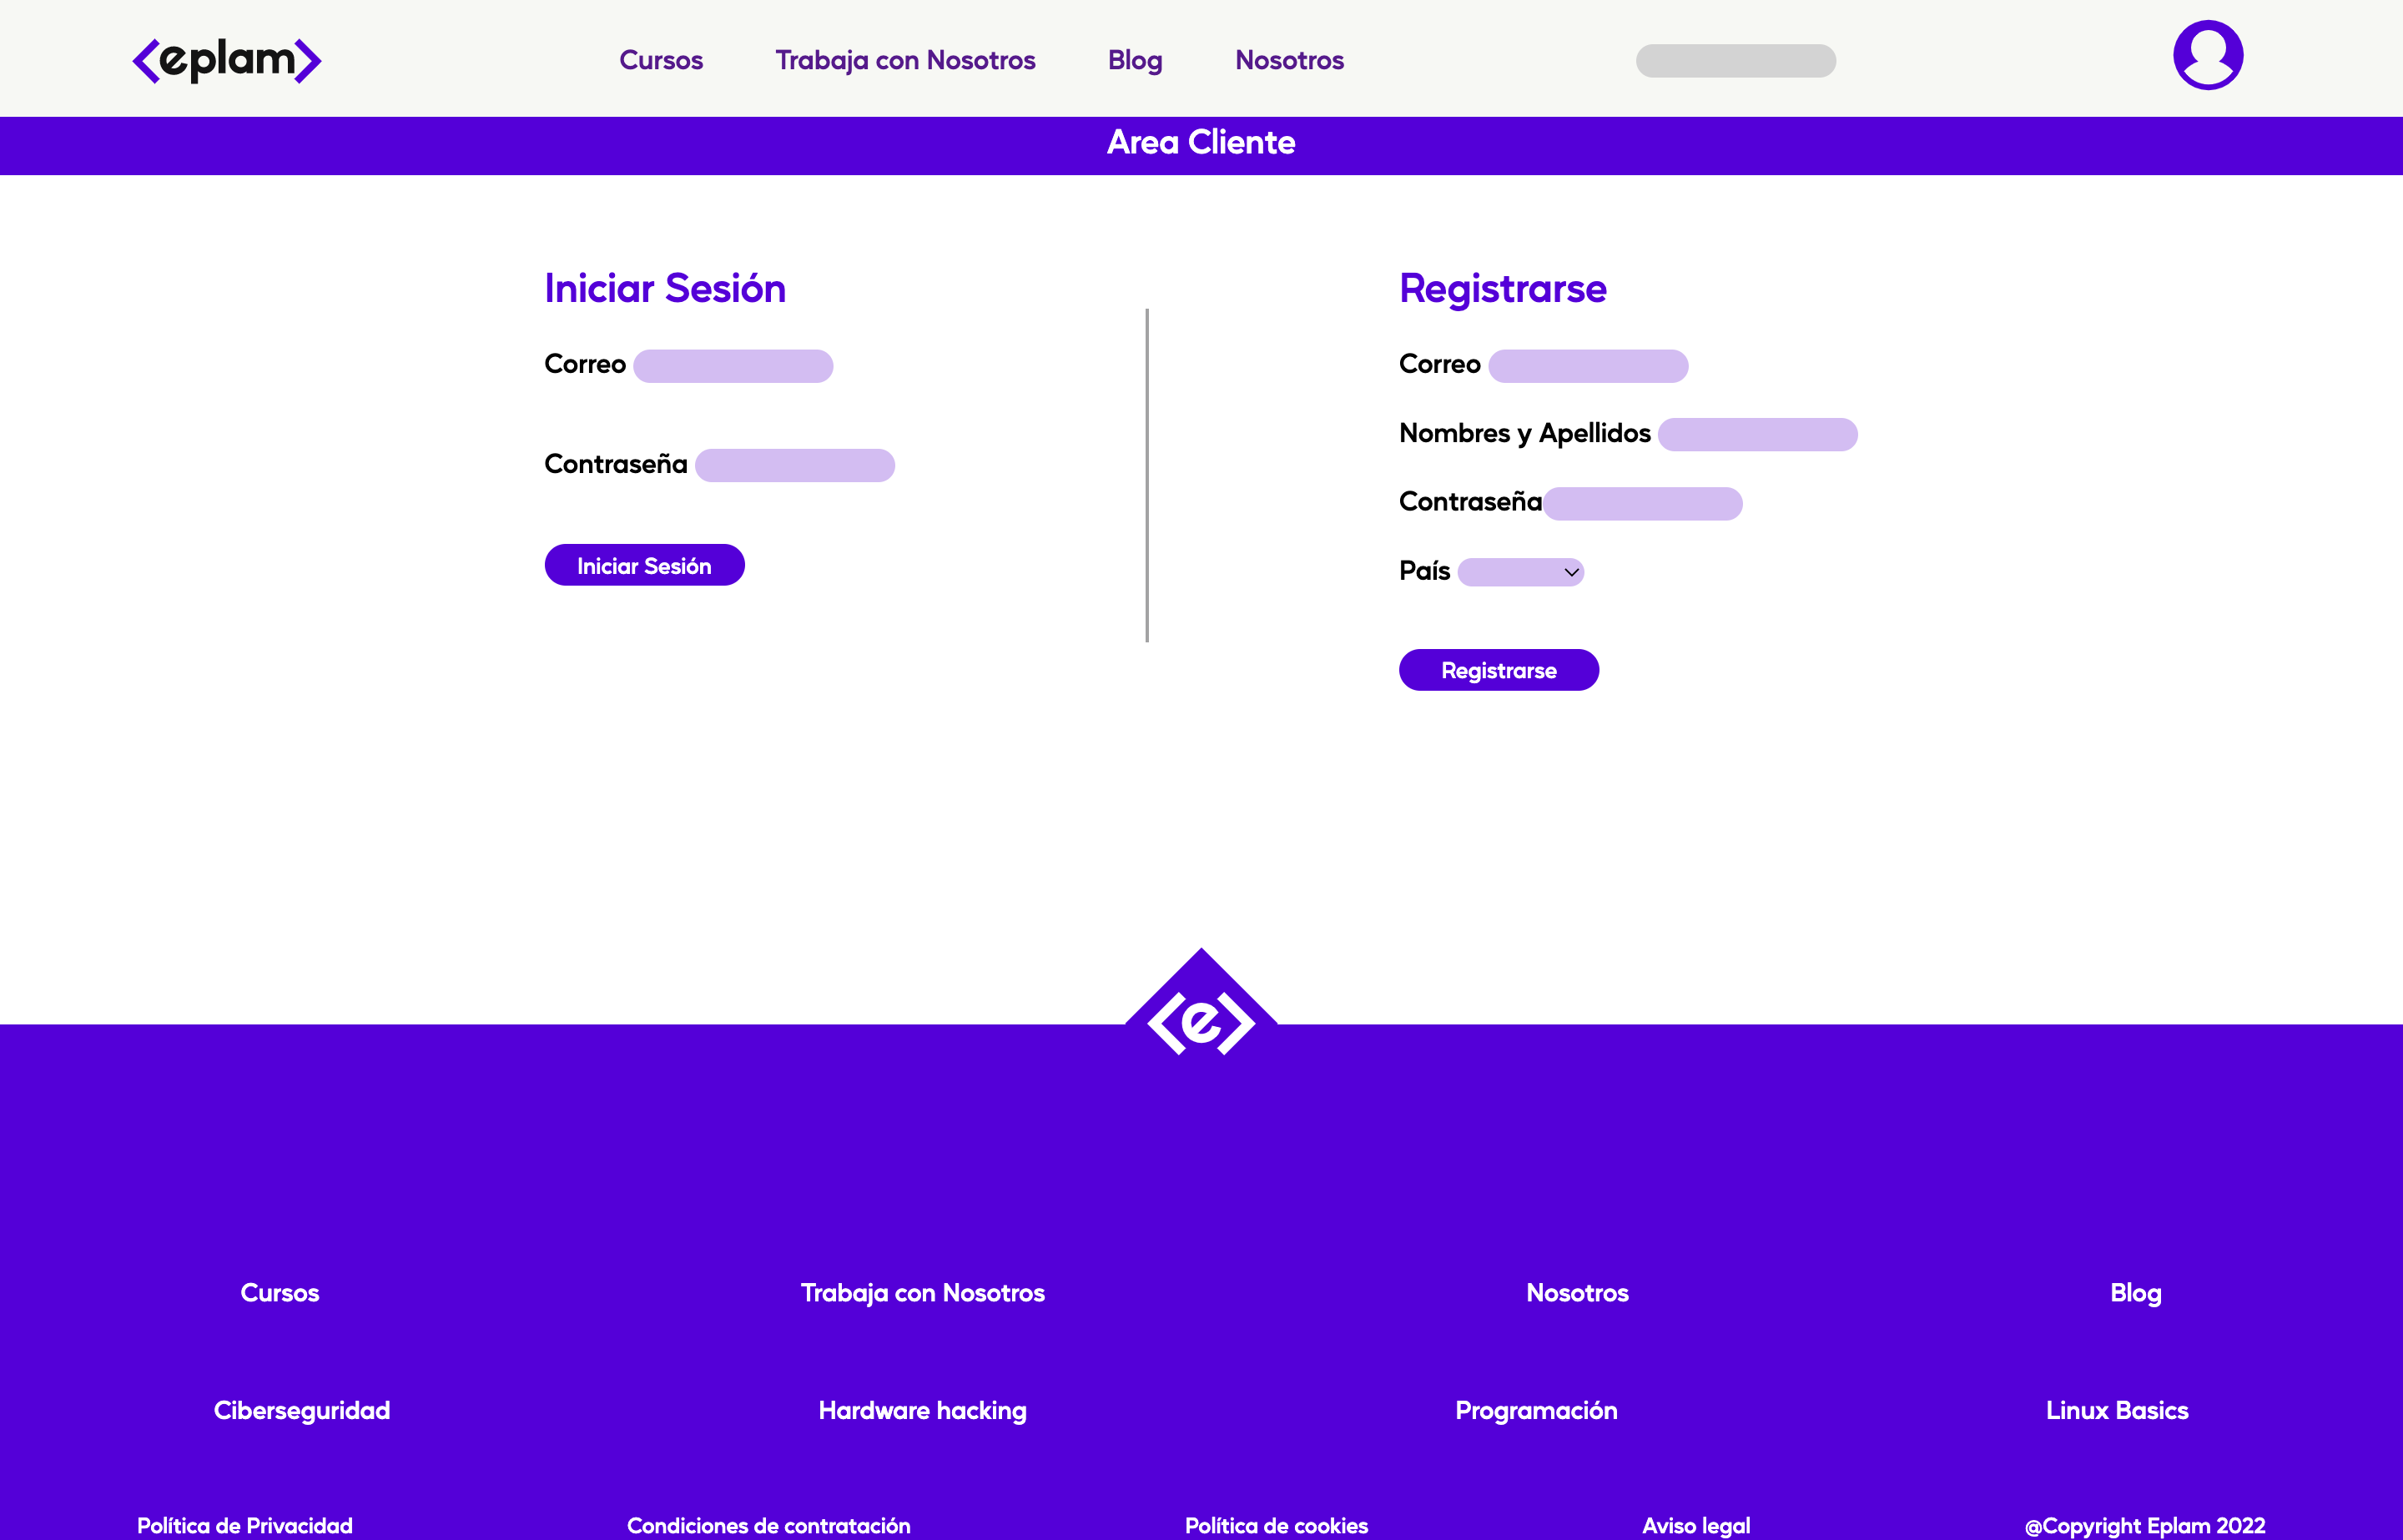 <eplam>
Cursos Trabaja con Nosotros Blog Nosotros
Area Cliente
Iniciar Sesión
Correo
Contraseña
Iniciar Sesión
Registrarse
Correo
Nombres y Apellidos
Contraseña
País
Registrarse
<e>
Cursos Trabaja con Nosotros Nosotros Blog
Ciberseguridad Hardware hacking Programación Linux Basics
Política de Privacidad Condiciones de contratación Política de cookies Aviso legal @Copyright Eplam 2022